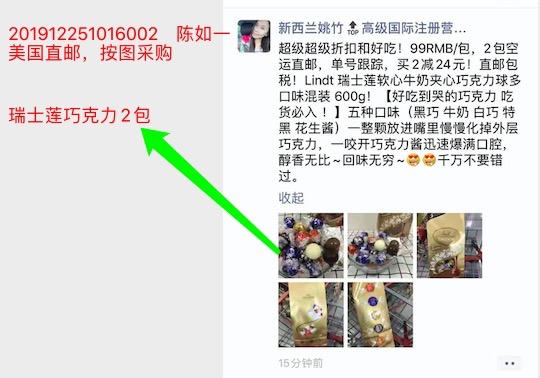 201912251016002 陈如一
美国直邮，按图采购
瑞士莲巧克力2包
新西兰姚竹🔝高级国际注册营...
超级超级折扣和好吃！99RMB/包，2包空
运直邮，单号跟踪，买2减24元！直邮包
税！Lindt 瑞士莲软心牛奶夹心巧克力球多
口味混装 600g！【好吃到哭的巧克力 吃
货必入！】五种口味（黑巧 牛奶 白巧 特
黑 花生酱）一整颗放进嘴里慢慢化掉外层
巧克力，一咬开巧克力酱迅速爆满口腔，
醇香无比~回味无穷~😍😍千万不要错
过。
收起
15分钟前